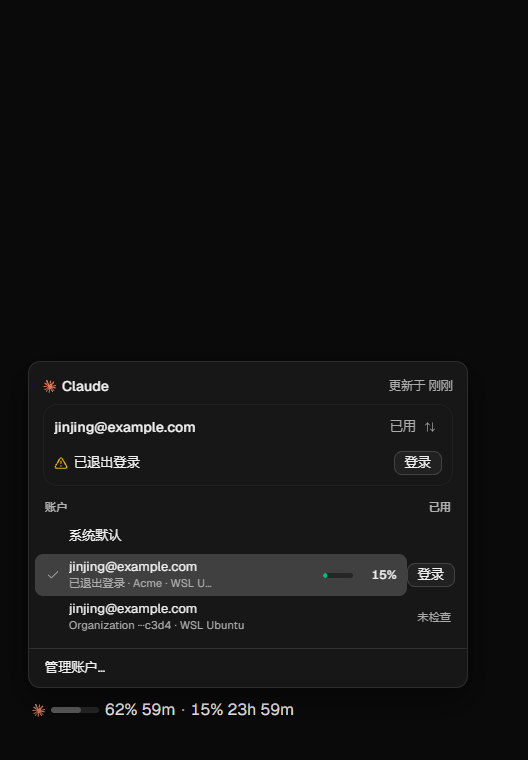 Claude 更新于 刚刚
jinjing@example.com 已用
已退出登录 登录
账户 已用
系统默认
jinjing@example.com
已退出登录 · Acme · WSL U... 15% 登录
jinjing@example.com
Organization ···c3d4 · WSL Ubuntu 未检查
管理账户...
62% 59m · 15% 23h 59m